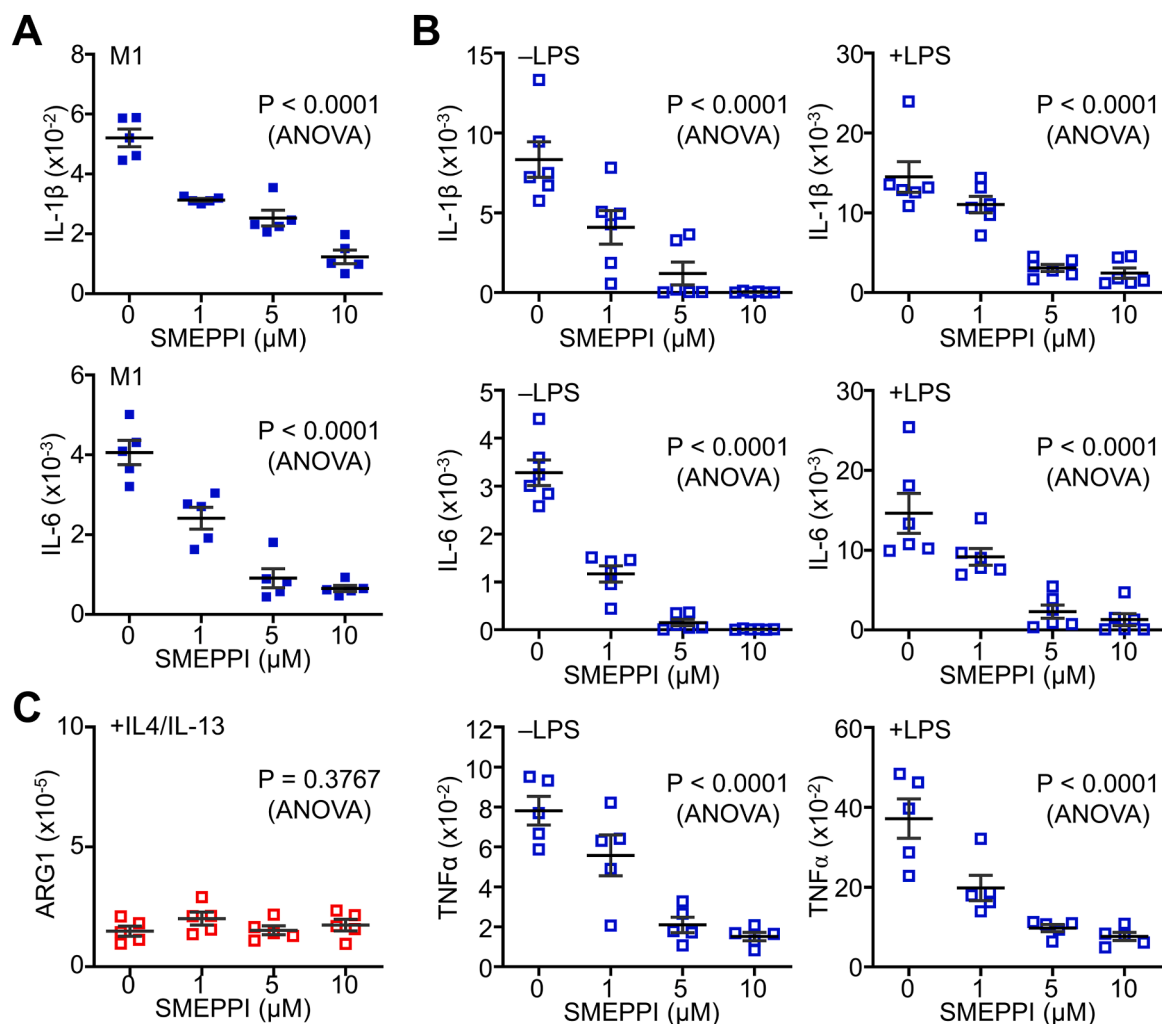 A
M1
IL-1β (x10⁻²)
8
6
4
2
0
P < 0.0001
(ANOVA)
0 1 5 10
SMEPPI (µM)
M1
IL-6 (x10⁻³)
6
4
2
0
P < 0.0001
(ANOVA)
0 1 5 10
SMEPPI (µM)
B
–LPS
IL-1β (x10⁻³)
15
10
5
0
P < 0.0001
(ANOVA)
0 1 5 10
SMEPPI (µM)
+LPS
IL-1β (x10⁻³)
30
20
10
0
P < 0.0001
(ANOVA)
0 1 5 10
SMEPPI (µM)
–LPS
IL-6 (x10⁻³)
5
4
3
2
1
0
P < 0.0001
(ANOVA)
0 1 5 10
SMEPPI (µM)
+LPS
IL-6 (x10⁻³)
30
20
10
0
P < 0.0001
(ANOVA)
0 1 5 10
SMEPPI (µM)
–LPS
TNFα (x10⁻²)
12
10
8
6
4
2
0
P < 0.0001
(ANOVA)
0 1 5 10
SMEPPI (µM)
+LPS
TNFα (x10⁻²)
60
40
20
0
P < 0.0001
(ANOVA)
0 1 5 10
SMEPPI (µM)
C
+IL4/IL-13
ARG1 (x10⁻⁵)
10
5
0
P = 0.3767
(ANOVA)
0 1 5 10
SMEPPI (µM)